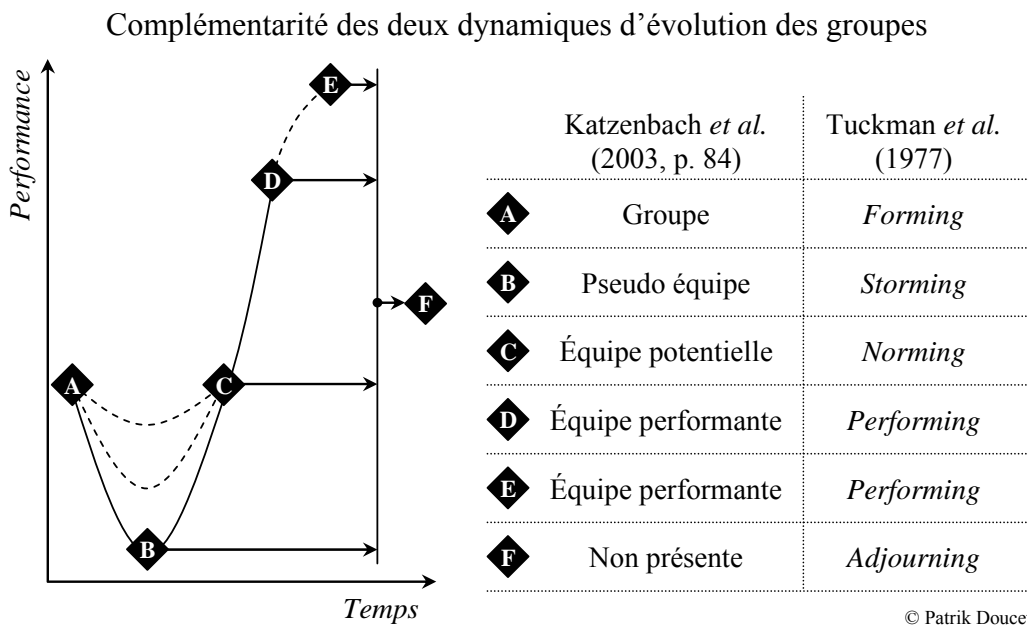 Complémentarité des deux dynamiques d'évolution des groupes
Performance
E
D
F
A
C
B
Temps
Katzenbach et al.
(2003, p. 84)
Tuckman et al.
(1977)
A Groupe Forming
B Pseudo équipe Storming
C Équipe potentielle Norming
D Équipe performante Performing
E Équipe performante Performing
F Non présente Adjourning
© Patrik Douce